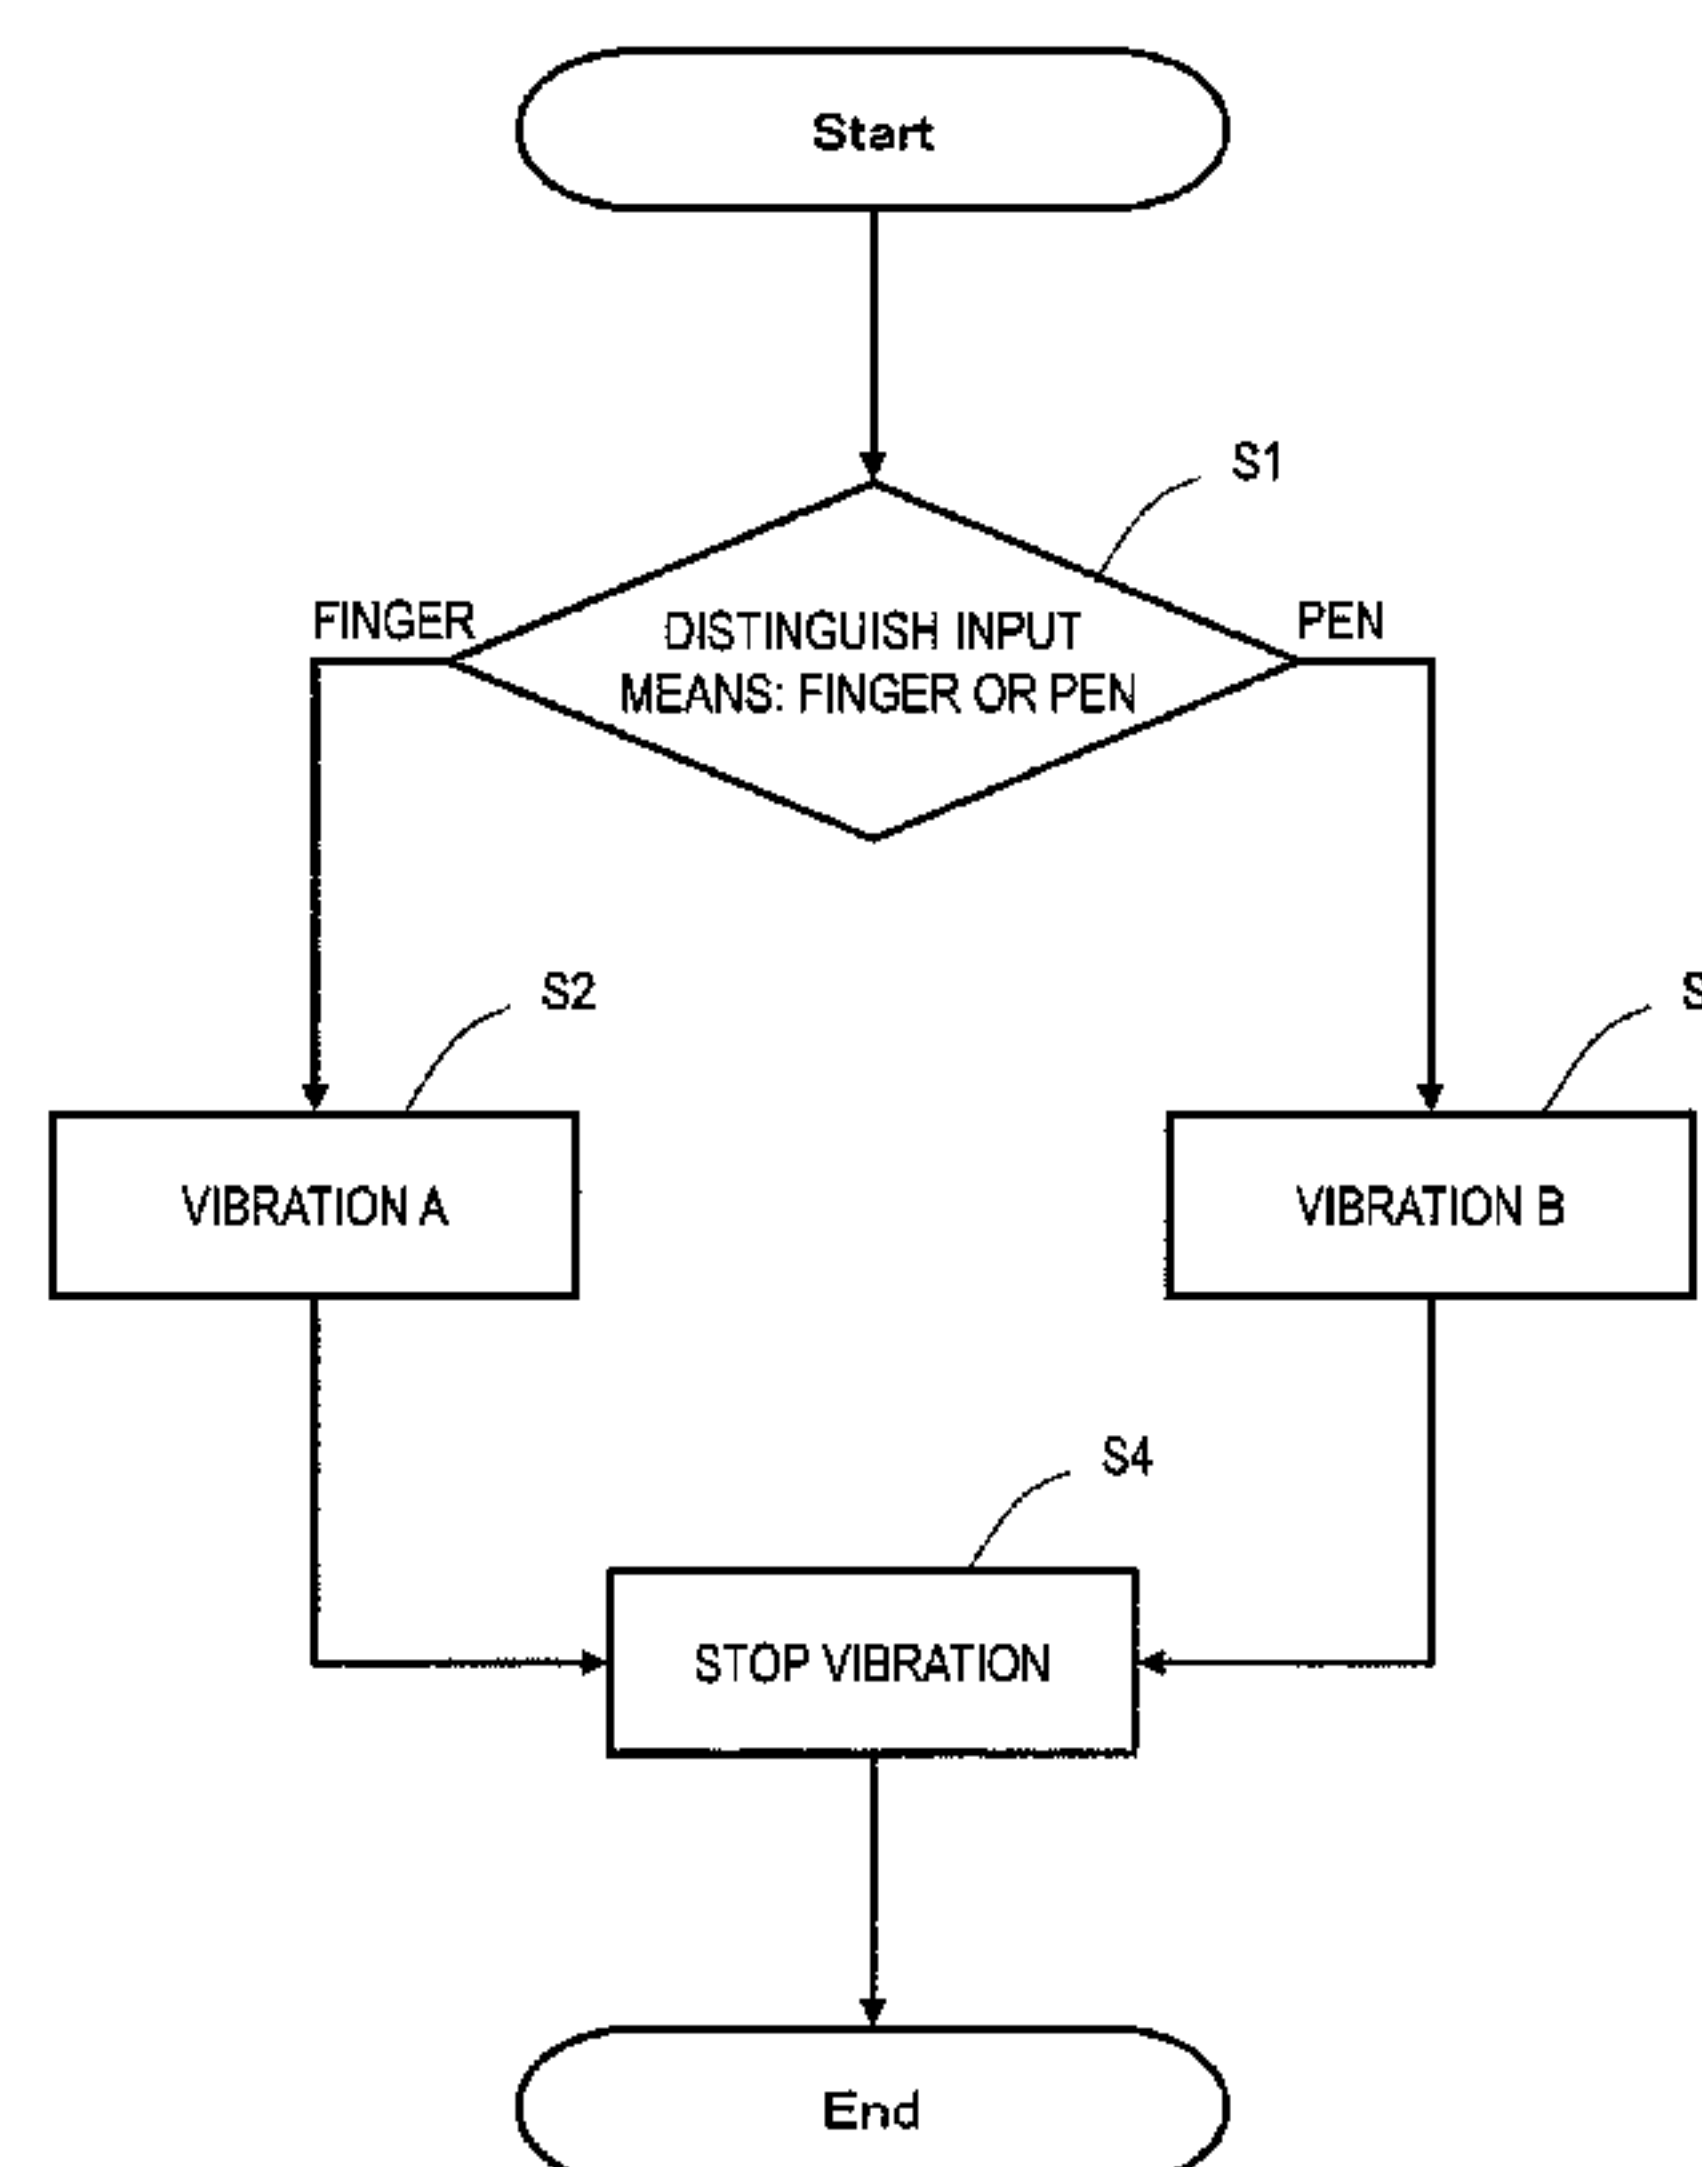 Start
S1
FINGER
PEN
DISTINGUISH INPUT
MEANS: FINGER OR PEN
S2
VIBRATION A
VIBRATION B
S4
STOP VIBRATION
End